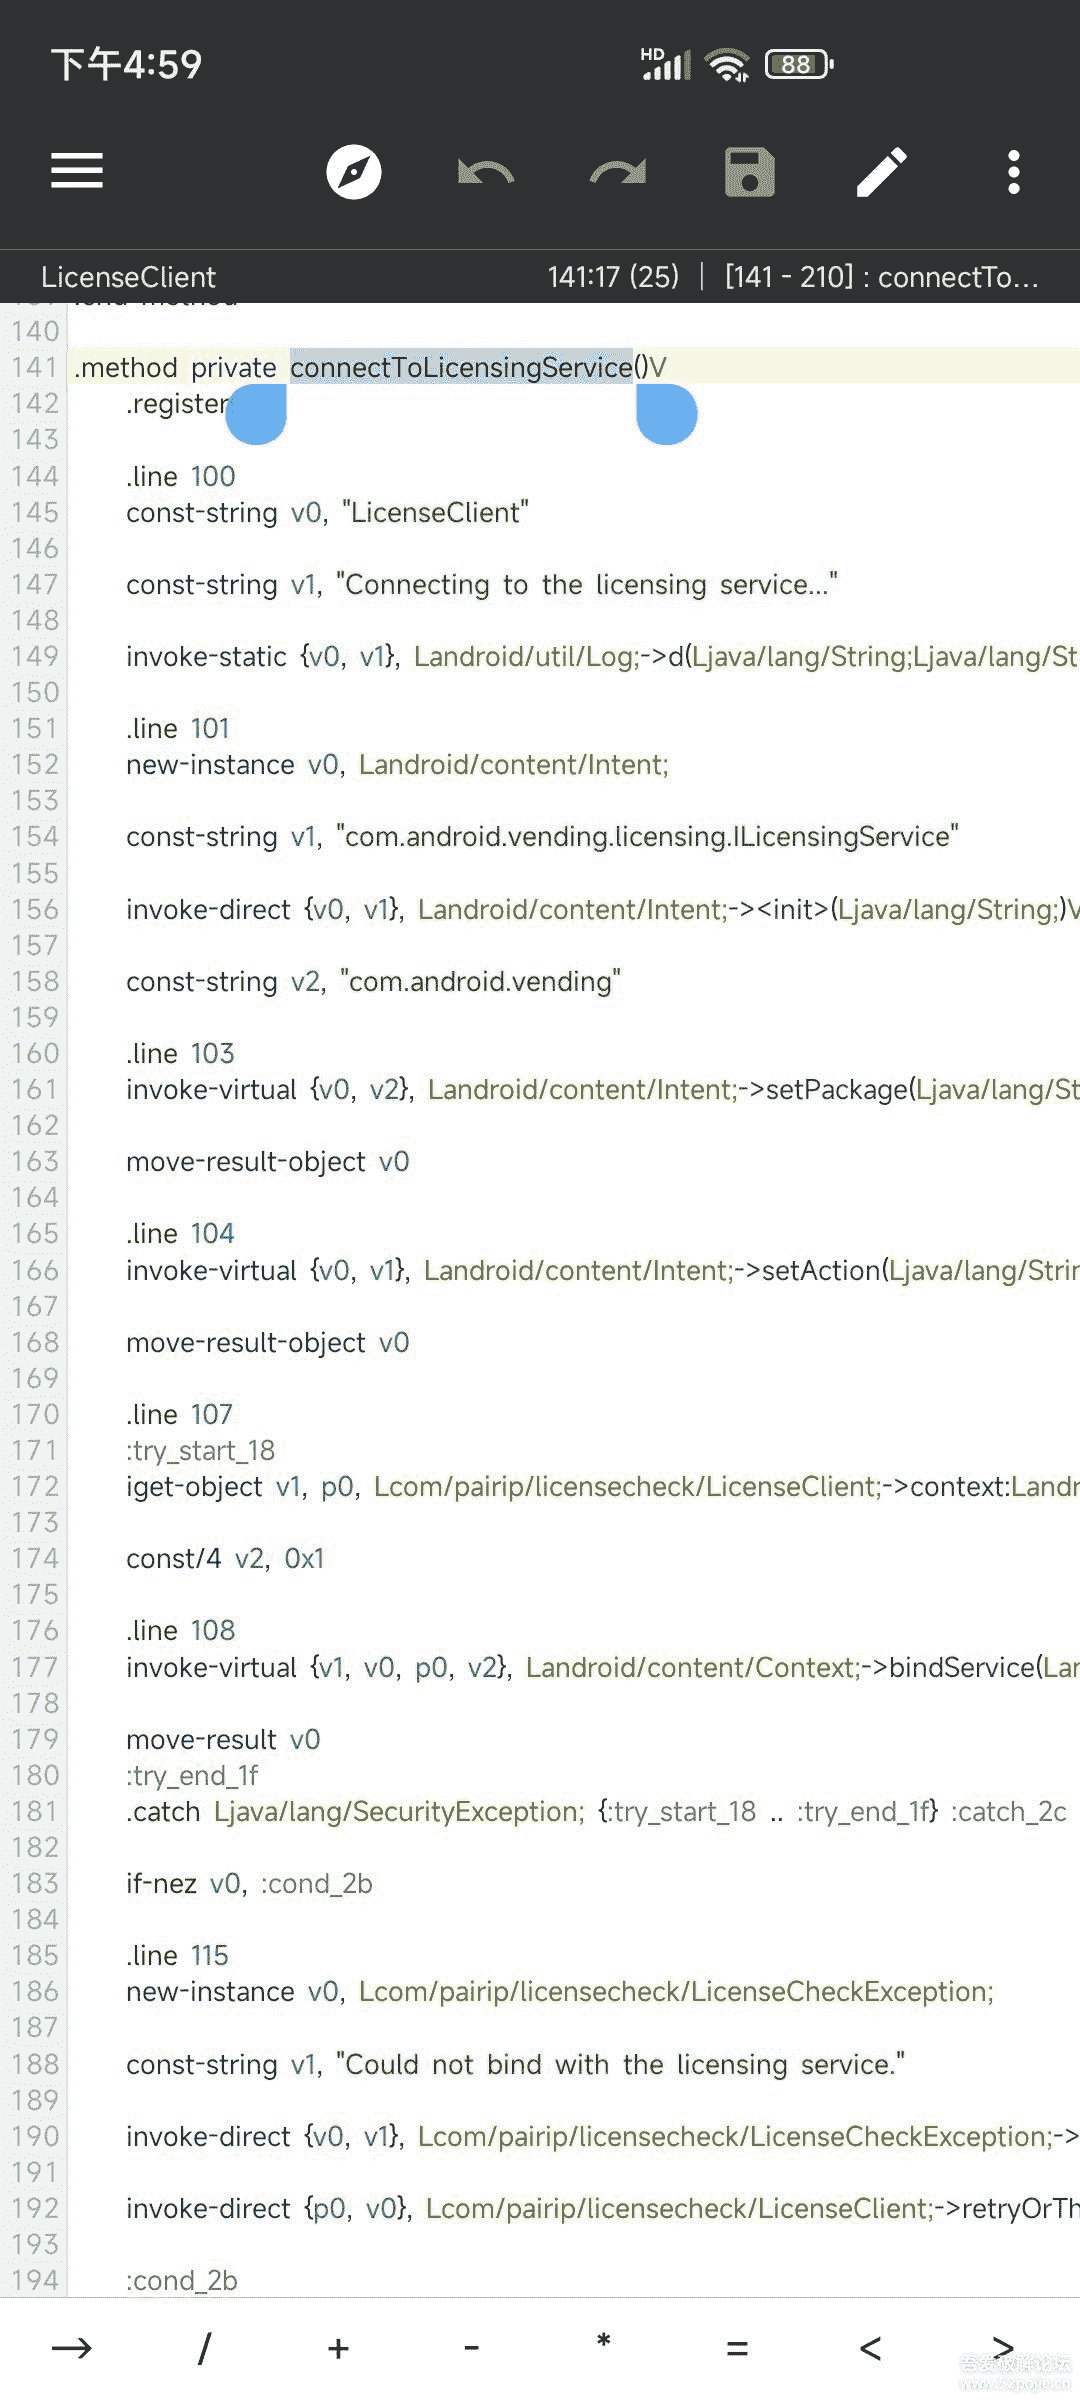 下午4:59 HD 88
LicenseClient 141:17 (25) | [141 - 210] : connectTo...
140
141 .method private connectToLicensingService()V
142 .register
143
144 .line 100
145 const-string v0, "LicenseClient"
146
147 const-string v1, "Connecting to the licensing service..."
148
149 invoke-static {v0, v1}, Landroid/util/Log;->d(Ljava/lang/String;Ljava/lang/St
150
151 .line 101
152 new-instance v0, Landroid/content/Intent;
153
154 const-string v1, "com.android.vending.licensing.ILicensingService"
155
156 invoke-direct {v0, v1}, Landroid/content/Intent;-><init>(Ljava/lang/String;)V
157
158 const-string v2, "com.android.vending"
159
160 .line 103
161 invoke-virtual {v0, v2}, Landroid/content/Intent;->setPackage(Ljava/lang/St
162
163 move-result-object v0
164
165 .line 104
166 invoke-virtual {v0, v1}, Landroid/content/Intent;->setAction(Ljava/lang/Strin
167
168 move-result-object v0
169
170 .line 107
171 :try_start_18
172 iget-object v1, p0, Lcom/pairip/licensecheck/LicenseClient;->context:Landr
173
174 const/4 v2, 0x1
175
176 .line 108
177 invoke-virtual {v1, v0, p0, v2}, Landroid/content/Context;->bindService(Lan
178
179 move-result v0
180 :try_end_1f
181 .catch Ljava/lang/SecurityException; {:try_start_18 .. :try_end_1f} :catch_2c
182
183 if-nez v0, :cond_2b
184
185 .line 115
186 new-instance v0, Lcom/pairip/licensecheck/LicenseCheckException;
187
188 const-string v1, "Could not bind with the licensing service."
189
190 invoke-direct {v0, v1}, Lcom/pairip/licensecheck/LicenseCheckException;->
191
192 invoke-direct {p0, v0}, Lcom/pairip/licensecheck/LicenseClient;->retryOrTh
193
194 :cond_2b
→ / + - * = < >
吾爱破解论坛
www.52pojie.cn